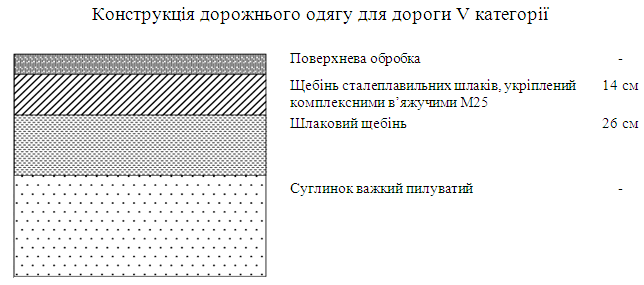 Конструкція дорожнього одягу для дороги V категорії
Поверхнева обробка -
Щебінь сталеплавильних шлаків, укріплений 14 см
комплексними в’яжучими М25
Шлаковий щебінь 26 см
Суглинок важкий пилуватий -